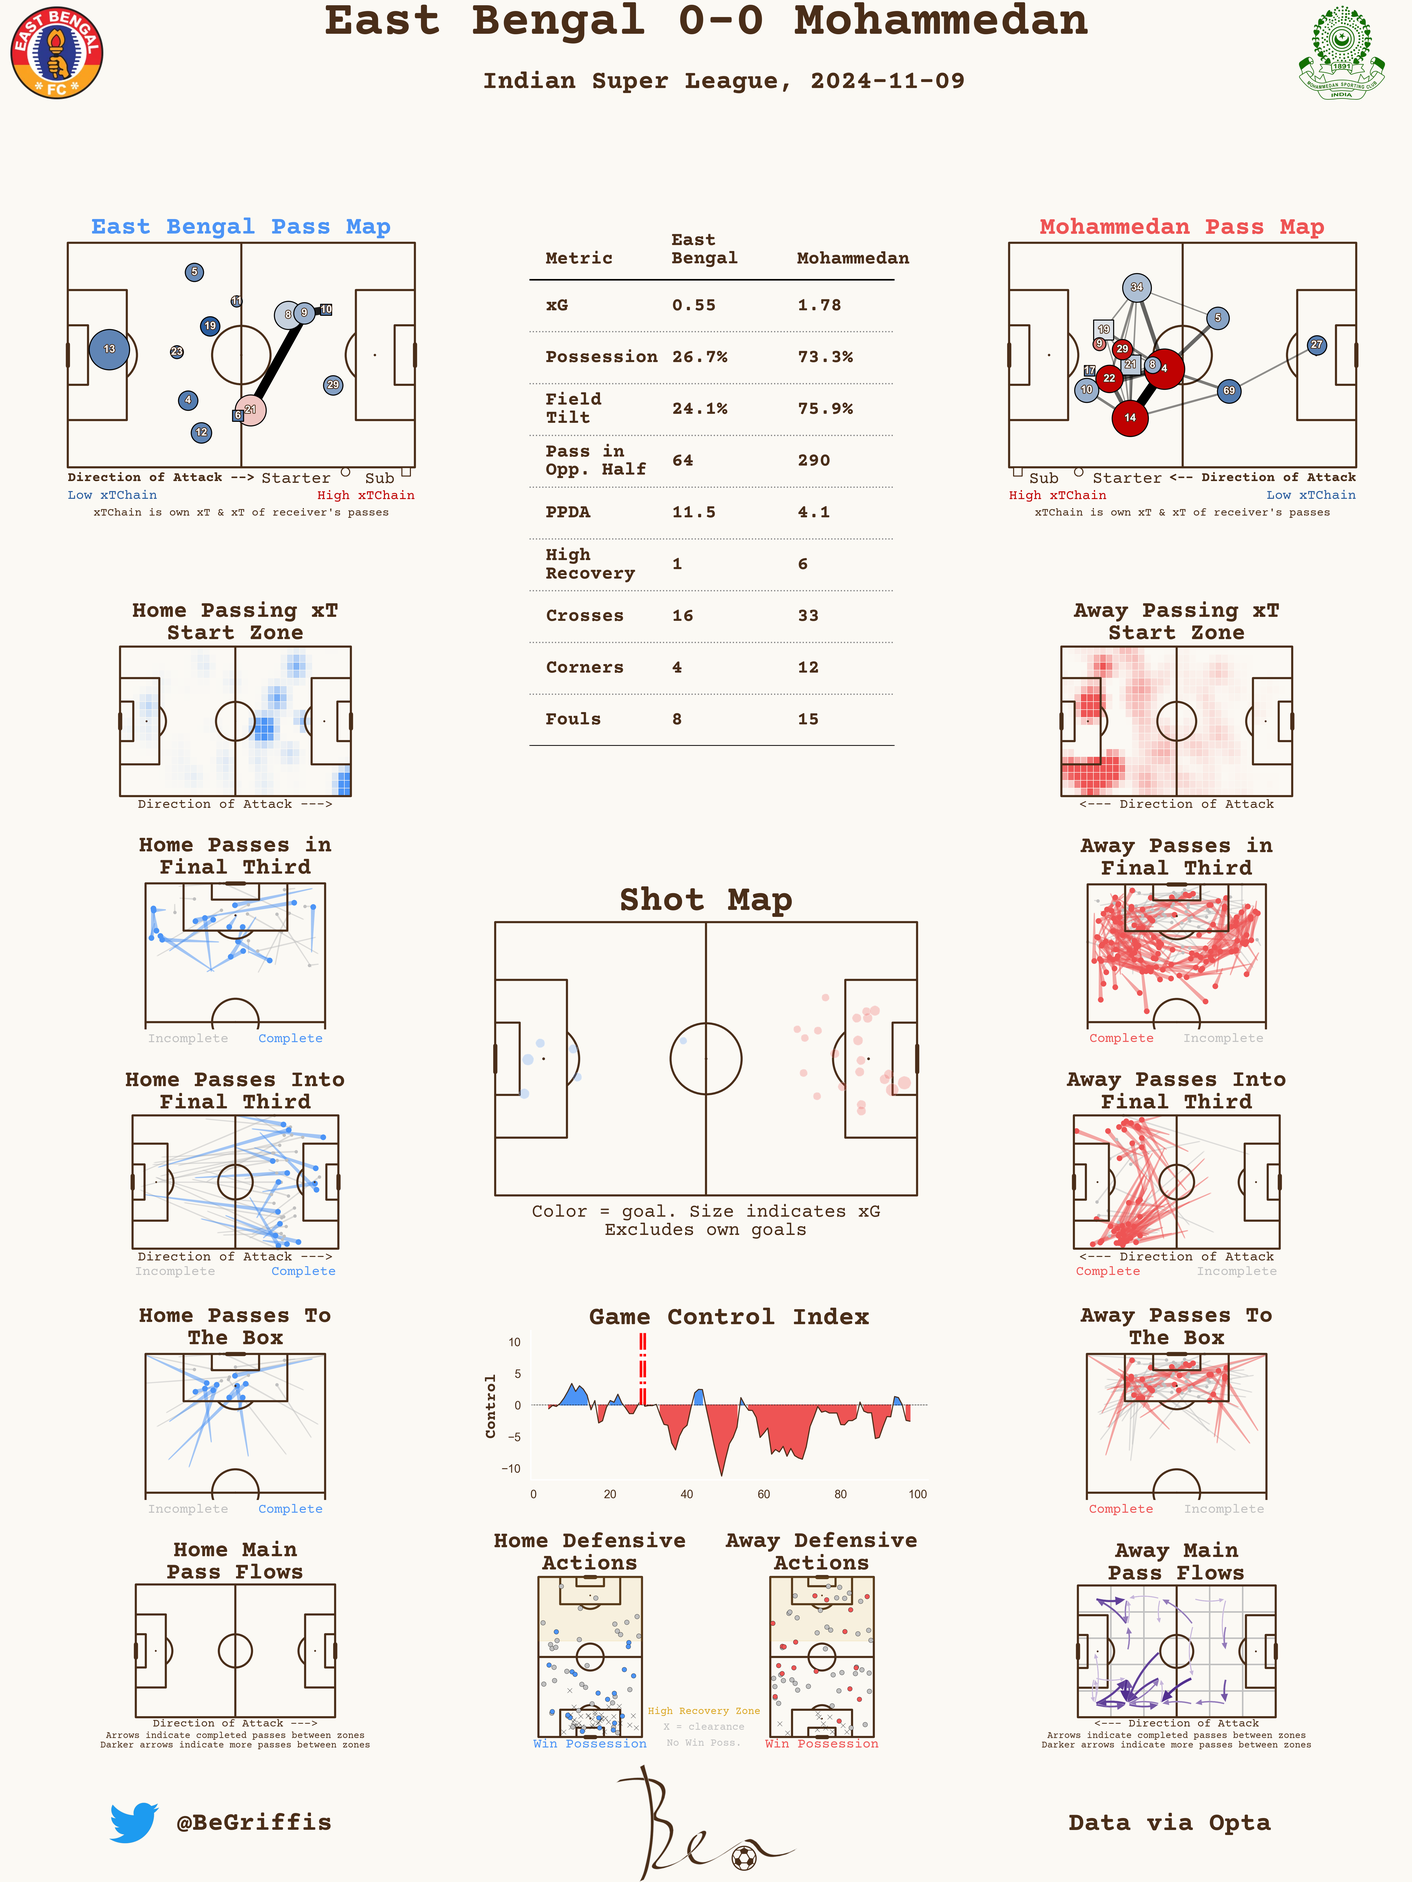 East Bengal 0-0 Mohammedan
Indian Super League, 2024-11-09
EAST BENGAL
FC
1891
MOHAMMEDAN SPORTING CLUB
INDIA
East Bengal Pass Map
5
11
8
9
10
19
13
23
29
4
6
21
12
Direction of Attack --> Starter Sub
Low xTChain High xTChain
xTChain is own xT & xT of receiver's passes
Metric East Bengal Mohammedan
xG 0.55 1.78
Possession 26.7% 73.3%
Field Tilt 24.1% 75.9%
Pass in Opp. Half 64 290
PPDA 11.5 4.1
High Recovery 1 6
Crosses 16 33
Corners 4 12
Fouls 8 15
Mohammedan Pass Map
34
5
19
9
29
27
21
8
4
17
22
10
69
14
Sub Starter <-- Direction of Attack
High xTChain Low xTChain
xTChain is own xT & xT of receiver's passes
Home Passing xT
Start Zone
Direction of Attack --->
Away Passing xT
Start Zone
<--- Direction of Attack
Home Passes in
Final Third
Incomplete Complete
Away Passes in
Final Third
Complete Incomplete
Shot Map
Color = goal. Size indicates xG
Excludes own goals
Home Passes Into
Final Third
Direction of Attack --->
Incomplete Complete
Away Passes Into
Final Third
<--- Direction of Attack
Complete Incomplete
Home Passes To
The Box
Incomplete Complete
Game Control Index
Control
10
5
0
−5
−10
0 20 40 60 80 100
Away Passes To
The Box
Complete Incomplete
Home Main
Pass Flows
Direction of Attack --->
Arrows indicate completed passes between zones
Darker arrows indicate more passes between zones
Home Defensive
Actions
Win Possession
Away Defensive
Actions
Win Possession
High Recovery Zone
X = clearance
No Win Poss.
Away Main
Pass Flows
<--- Direction of Attack
Arrows indicate completed passes between zones
Darker arrows indicate more passes between zones
@BeGriffis
Ben
Data via Opta